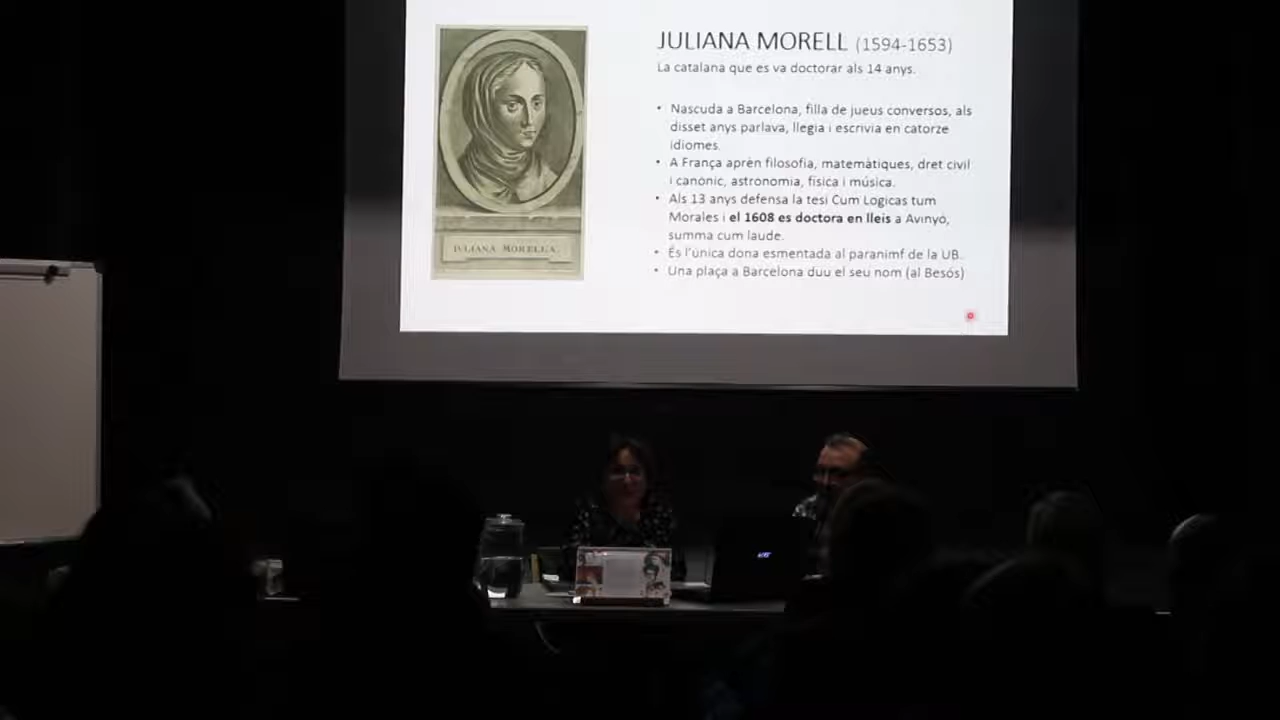 JULIANA MORELL (1594-1653)
La catalana que es va doctorar als 14 anys.
• Nascuda a Barcelona, filla de jueus conversos, als
disset anys parlava, llegia i escrivia en catorze
idiomes.
• A França aprèn filosofia, matemàtiques, dret civil
i canònic, astronomia, física i música.
• Als 13 anys defensa la tesi Cum Logicas tum
Morales i el 1608 es doctora en lleis a Avinyó,
summa cum laude.
• És l'única dona esmentada al paranimf de la UB.
• Una plaça a Barcelona duu el seu nom (al Besós)
JULIANA MORELLA.